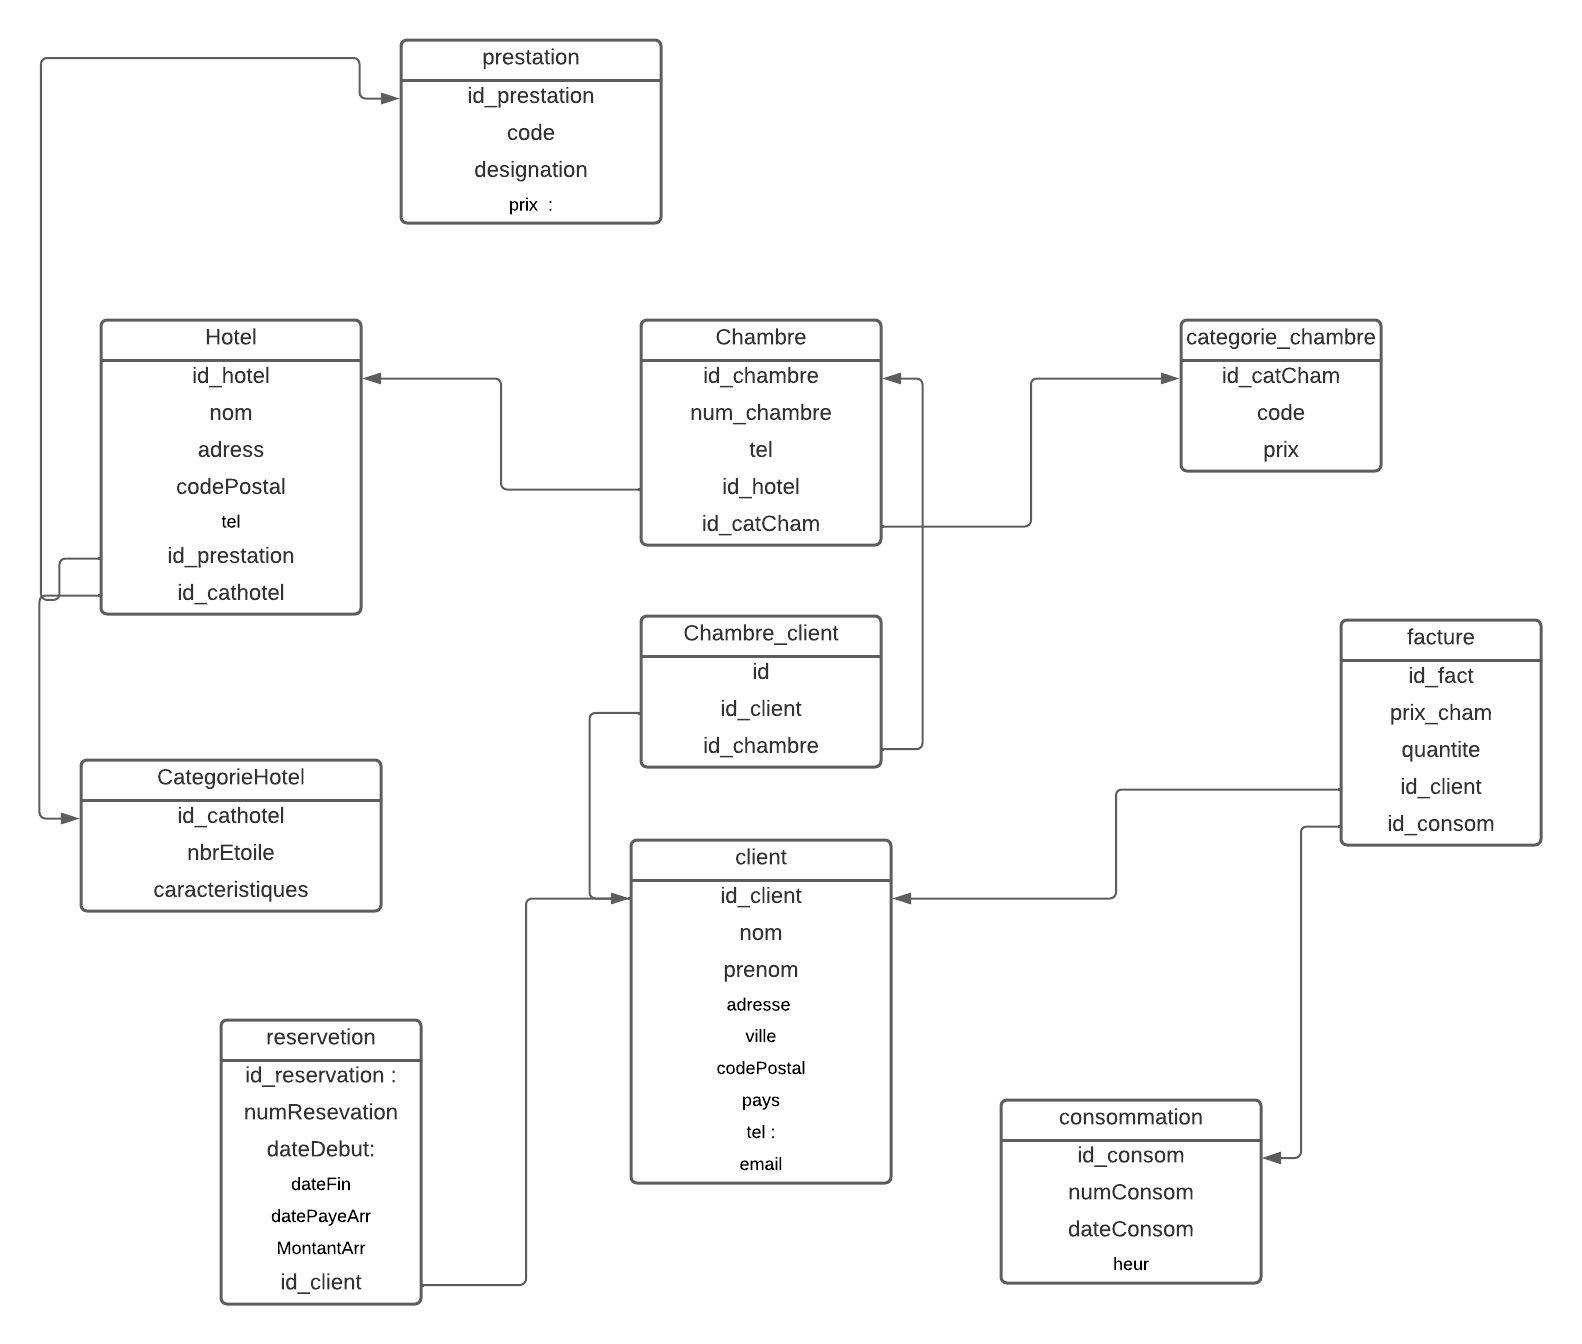 prestation
id_prestation
code
designation
prix  :
Hotel
id_hotel
nom
adress
codePostal
tel
id_prestation
id_cathotel
Chambre
id_chambre
num_chambre
tel
id_hotel
id_catCham
categorie_chambre
id_catCham
code
prix
Chambre_client
id
id_client
id_chambre
facture
id_fact
prix_cham
quantite
id_client
id_consom
CategorieHotel
id_cathotel
nbrEtoile
caracteristiques
client
id_client
nom
prenom
adresse
ville
codePostal
pays
tel :
email
reservetion
id_reservation :
numResevation
dateDebut:
dateFin
datePayeArr
MontantArr
id_client
consommation
id_consom
numConsom
dateConsom
heur